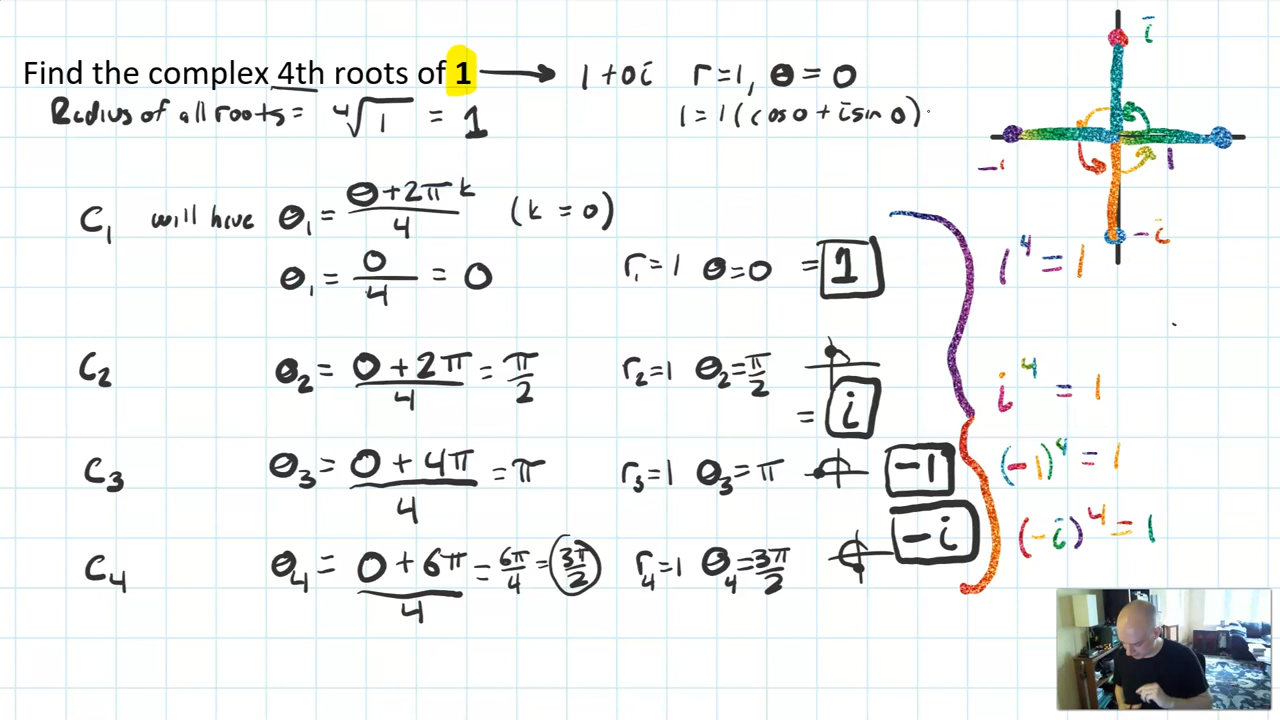 Find the complex 4th roots of 1 → 1 + 0i r = 1, θ = 0
Radius of all roots = ∜1 = 1 1 = 1(cos 0 + i sin 0)
C₁ will have θ₁ = (θ + 2πk)/4 (k = 0)
θ₁ = 0/4 = 0 r₁ = 1 θ = 0 = 1
C₂ θ₂ = (0 + 2π)/4 = π/2 r₂ = 1 θ₂ = π/2
= i
C₃ θ₃ = (0 + 4π)/4 = π r₃ = 1 θ₃ = π -1
C₄ θ₄ = (0 + 6π)/4 = 6π/4 = 3π/2 r₄ = 1 θ₄ = 3π/2 -i
i
-1 1
-i
1⁴ = 1
i⁴ = 1
(-1)⁴ = 1
(-i)⁴ = 1